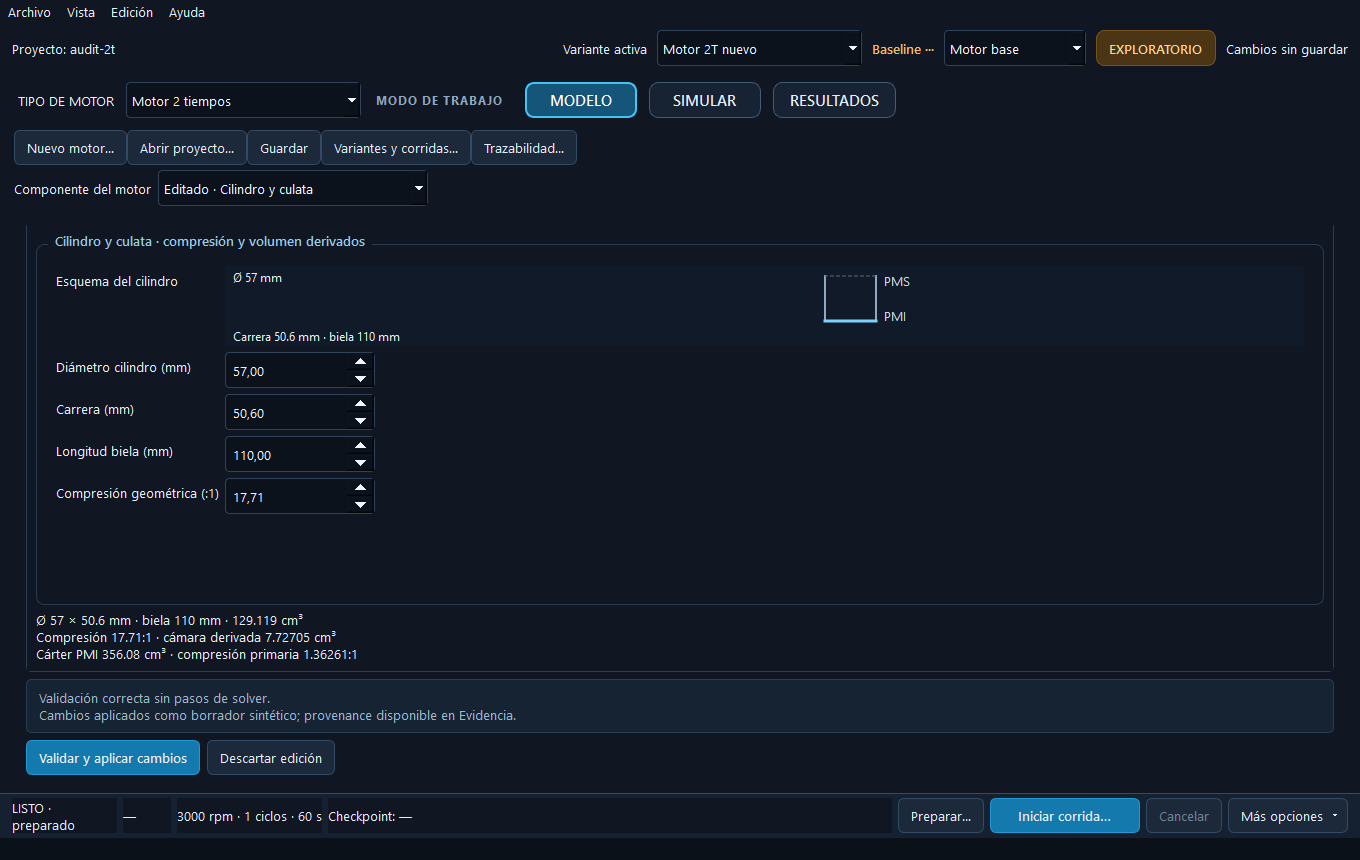 Archivo Vista Edición Ayuda
Proyecto: audit-2t Variante activa Motor 2T nuevo Baseline ··· Motor base EXPLORATORIO Cambios sin guardar
TIPO DE MOTOR Motor 2 tiempos MODO DE TRABAJO MODELO SIMULAR RESULTADOS
Nuevo motor... Abrir proyecto... Guardar Variantes y corridas... Trazabilidad...
Componente del motor Editado · Cilindro y culata
Cilindro y culata · compresión y volumen derivados
Esquema del cilindro Ø 57 mm PMS
PMI
Carrera 50.6 mm · biela 110 mm
Diámetro cilindro (mm) 57,00
Carrera (mm) 50,60
Longitud biela (mm) 110,00
Compresión geométrica (:1) 17,71
Ø 57 × 50.6 mm · biela 110 mm · 129.119 cm³
Compresión 17.71:1 · cámara derivada 7.72705 cm³
Cárter PMI 356.08 cm³ · compresión primaria 1.36261:1
Validación correcta sin pasos de solver.
Cambios aplicados como borrador sintético; provenance disponible en Evidencia.
Validar y aplicar cambios Descartar edición
LISTO ·
preparado — 3000 rpm · 1 ciclos · 60 s Checkpoint: — Preparar... Iniciar corrida... Cancelar Más opciones